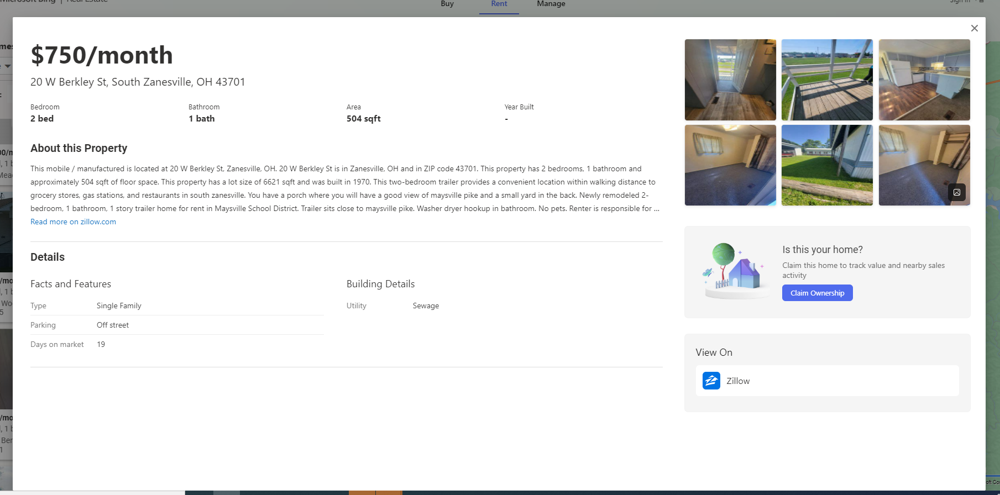 Microsoft Bing | Real Estate
Buy
Rent
Manage
Sign in
$750/month
20 W Berkley St, South Zanesville, OH 43701
Bedroom
2 bed
Bathroom
1 bath
Area
504 sqft
Year Built
-
About this Property
This mobile / manufactured is located at 20 W Berkley St, Zanesville, OH. 20 W Berkley St is in Zanesville, OH and in ZIP code 43701. This property has 2 bedrooms, 1 bathroom and
approximately 504 sqft of floor space. This property has a lot size of 6621 sqft and was built in 1970. This two-bedroom trailer provides a convenient location within walking distance to
grocery stores, gas stations, and restaurants in south zanesville. You have a porch where you will have a good view of maysville pike and a small yard in the back. Newly remodeled 2-
bedroom, 1 bathroom, 1 story trailer home for rent in Maysville School District. Trailer sits close to maysville pike. Washer dryer hookup in bathroom. No pets. Renter is responsible for ...
Read more on zillow.com
Details
Facts and Features
Type Single Family
Parking Off street
Days on market 19
Building Details
Utility Sewage
Is this your home?
Claim this home to track value and nearby sales
activity
Claim Ownership
View On
Zillow